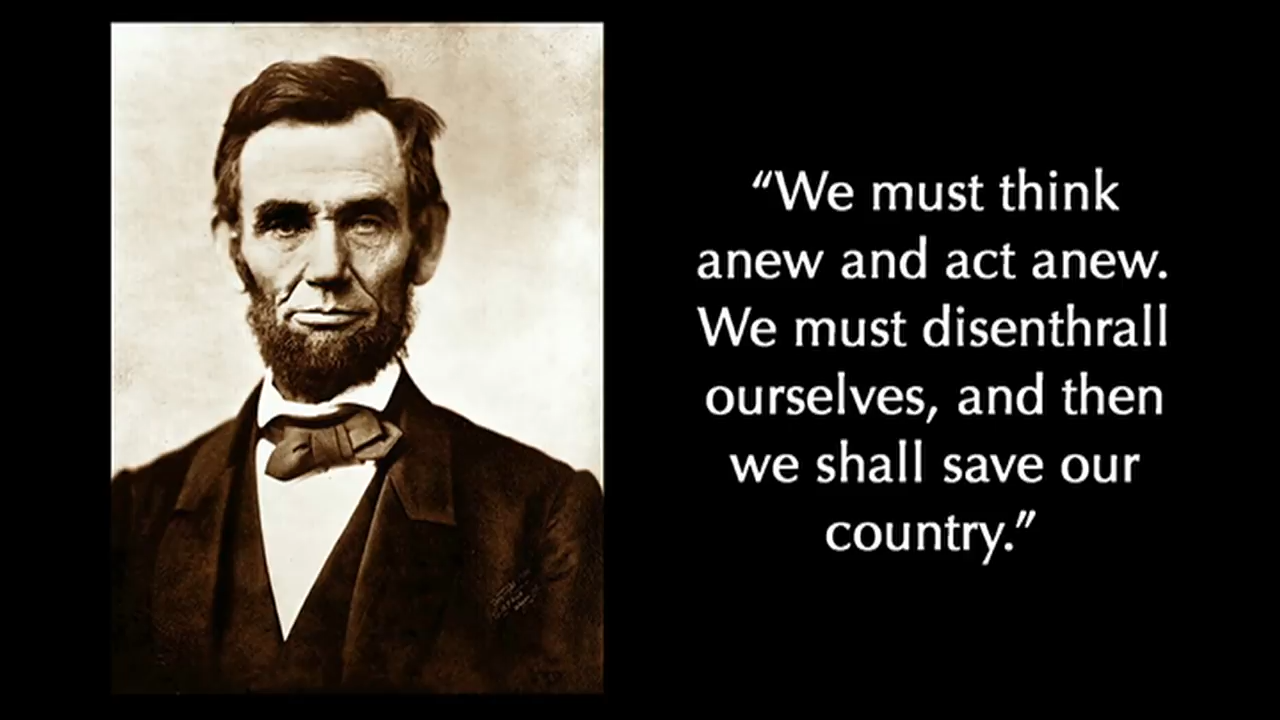 “We must think
anew and act anew.
We must disenthrall
ourselves, and then
we shall save our
country.”